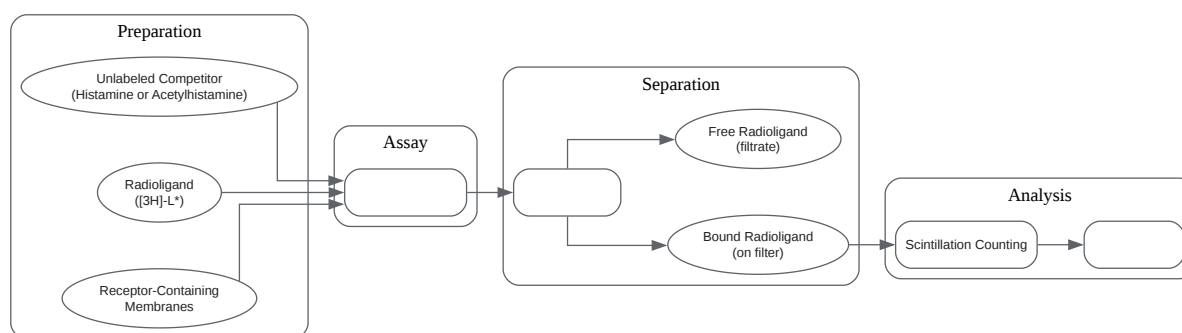 Preparation
Unlabeled Competitor
(Histamine or Acetylhistamine)
Radioligand
([3H]-L*)
Receptor-Containing
Membranes
Assay
Separation
Free Radioligand
(filtrate)
Bound Radioligand
(on filter)
Analysis
Scintillation Counting